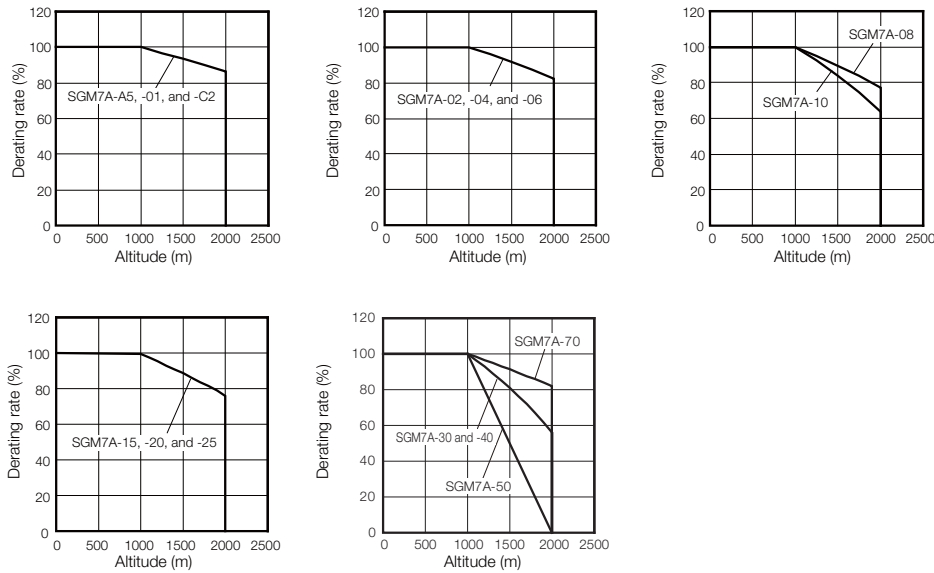 120
100
80
60
40
20
0
Derating rate (%)
SGM7A-A5, -01, and -C2
0 500 1000 1500 2000 2500
Altitude (m)
120
100
80
60
40
20
0
Derating rate (%)
SGM7A-02, -04, and -06
0 500 1000 1500 2000 2500
Altitude (m)
120
100
80
60
40
20
0
Derating rate (%)
SGM7A-08
SGM7A-10
0 500 1000 1500 2000 2500
Altitude (m)
120
100
80
60
40
20
0
Derating rate (%)
SGM7A-15, -20, and -25
0 500 1000 1500 2000 2500
Altitude (m)
120
100
80
60
40
20
0
Derating rate (%)
SGM7A-70
SGM7A-30 and -40
SGM7A-50
0 500 1000 1500 2000 2500
Altitude (m)